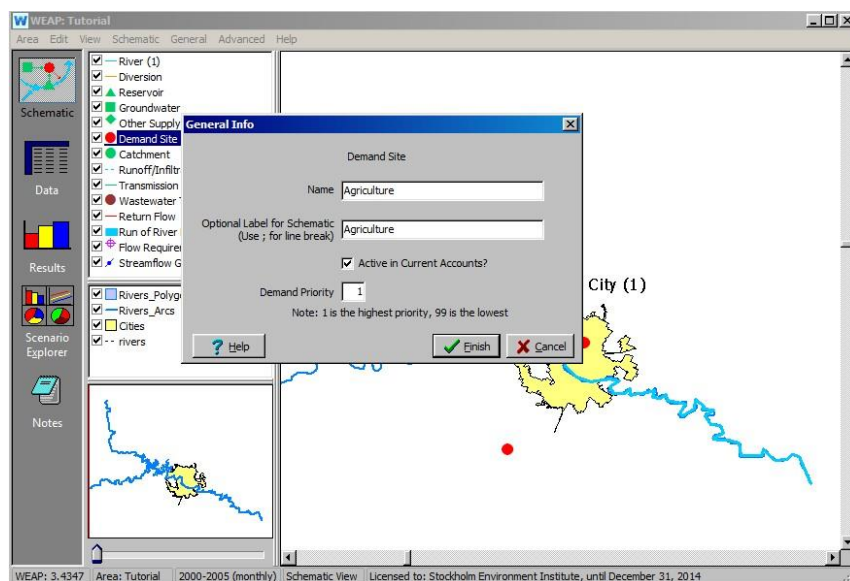 WEAP: Tutorial
Area Edit View Schematic General Advanced Help
Schematic
Data
Results
Scenario
Explorer
Notes
River (1)
Diversion
Reservoir
Groundwater
Other Supply
Demand Site
Catchment
Runoff/Infiltr
Transmission
Wastewater T
Return Flow
Run of River
Flow Requirer
Streamflow G
Rivers_Polyg
Rivers_Arcs
Cities
rivers
General Info
Demand Site
Name Agriculture
Optional Label for Schematic
(Use ; for line break) Agriculture
Active in Current Accounts?
Demand Priority 1
Note: 1 is the highest priority, 99 is the lowest
? Help Finish Cancel
City (1)
WEAP: 3.4347 Area: Tutorial 2000-2005 (monthly) Schematic View Licensed to: Stockholm Environment Institute, until December 31, 2014